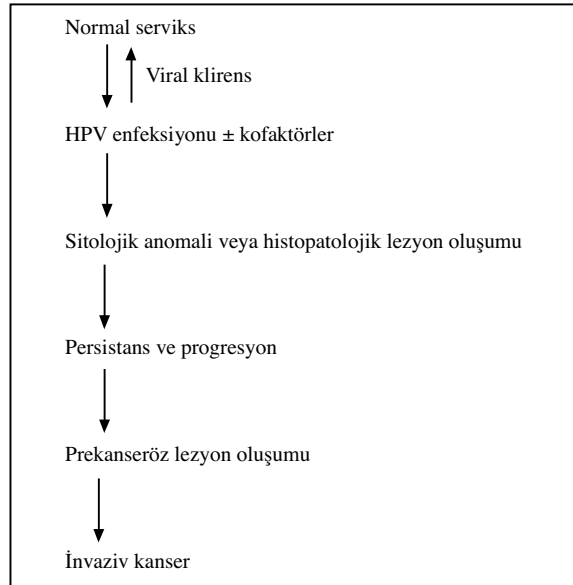 Normal serviks
Viral klirens
HPV enfeksiyonu ± kofaktörler
Sitolojik anomali veya histopatolojik lezyon oluşumu
Persistans ve progresyon
Prekanseröz lezyon oluşumu
İnvaziv kanser